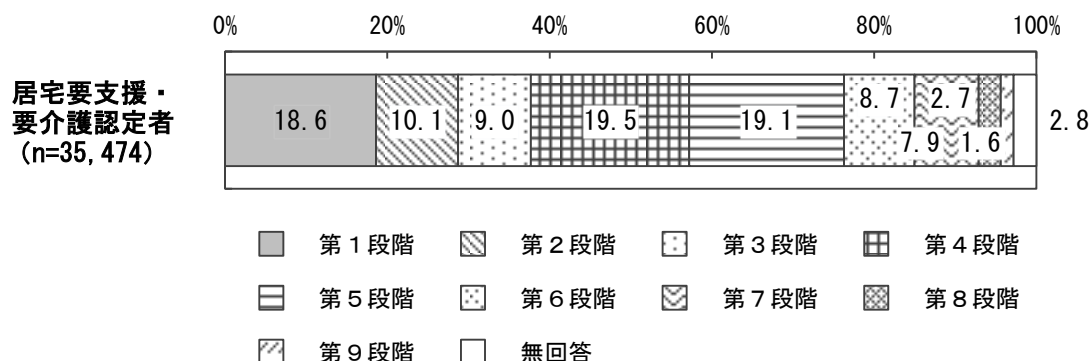 0% 20% 40% 60% 80% 100%
居宅要支援・
要介護認定者
(n=35,474)
18.6 10.1 9.0 19.5 19.1 8.7 7.9 2.7 1.6 2.8
第１段階 第２段階 第３段階 第４段階
第５段階 第６段階 第７段階 第８段階
第９段階 無回答